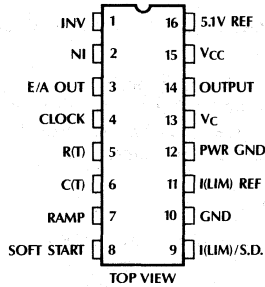 INV 1 16 5.1V REF
NI 2 15 VCC
E/A OUT 3 14 OUTPUT
CLOCK 4 13 VC
R(T) 5 12 PWR GND
C(T) 6 11 I(LIM) REF
RAMP 7 10 GND
SOFT START 8 9 I(LIM)/S.D.
TOP VIEW